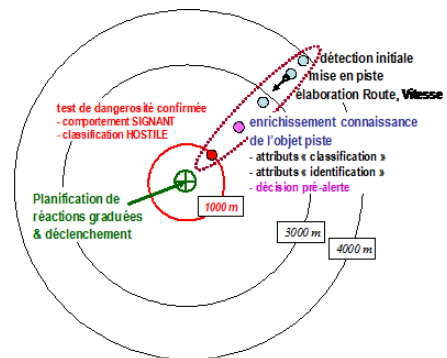 détection initiale
mise en piste
élaboration Route, Vitesse
test de dangerosité confirmée
- comportement SIGNANT
- classification HOSTILE
enrichissement connaissance
de l'objet piste
- attributs « classification »
- attributs « identification »
- décision pré-alerte
Planification de
réactions graduées
& déclenchement
1000 m
3000 m
4000 m